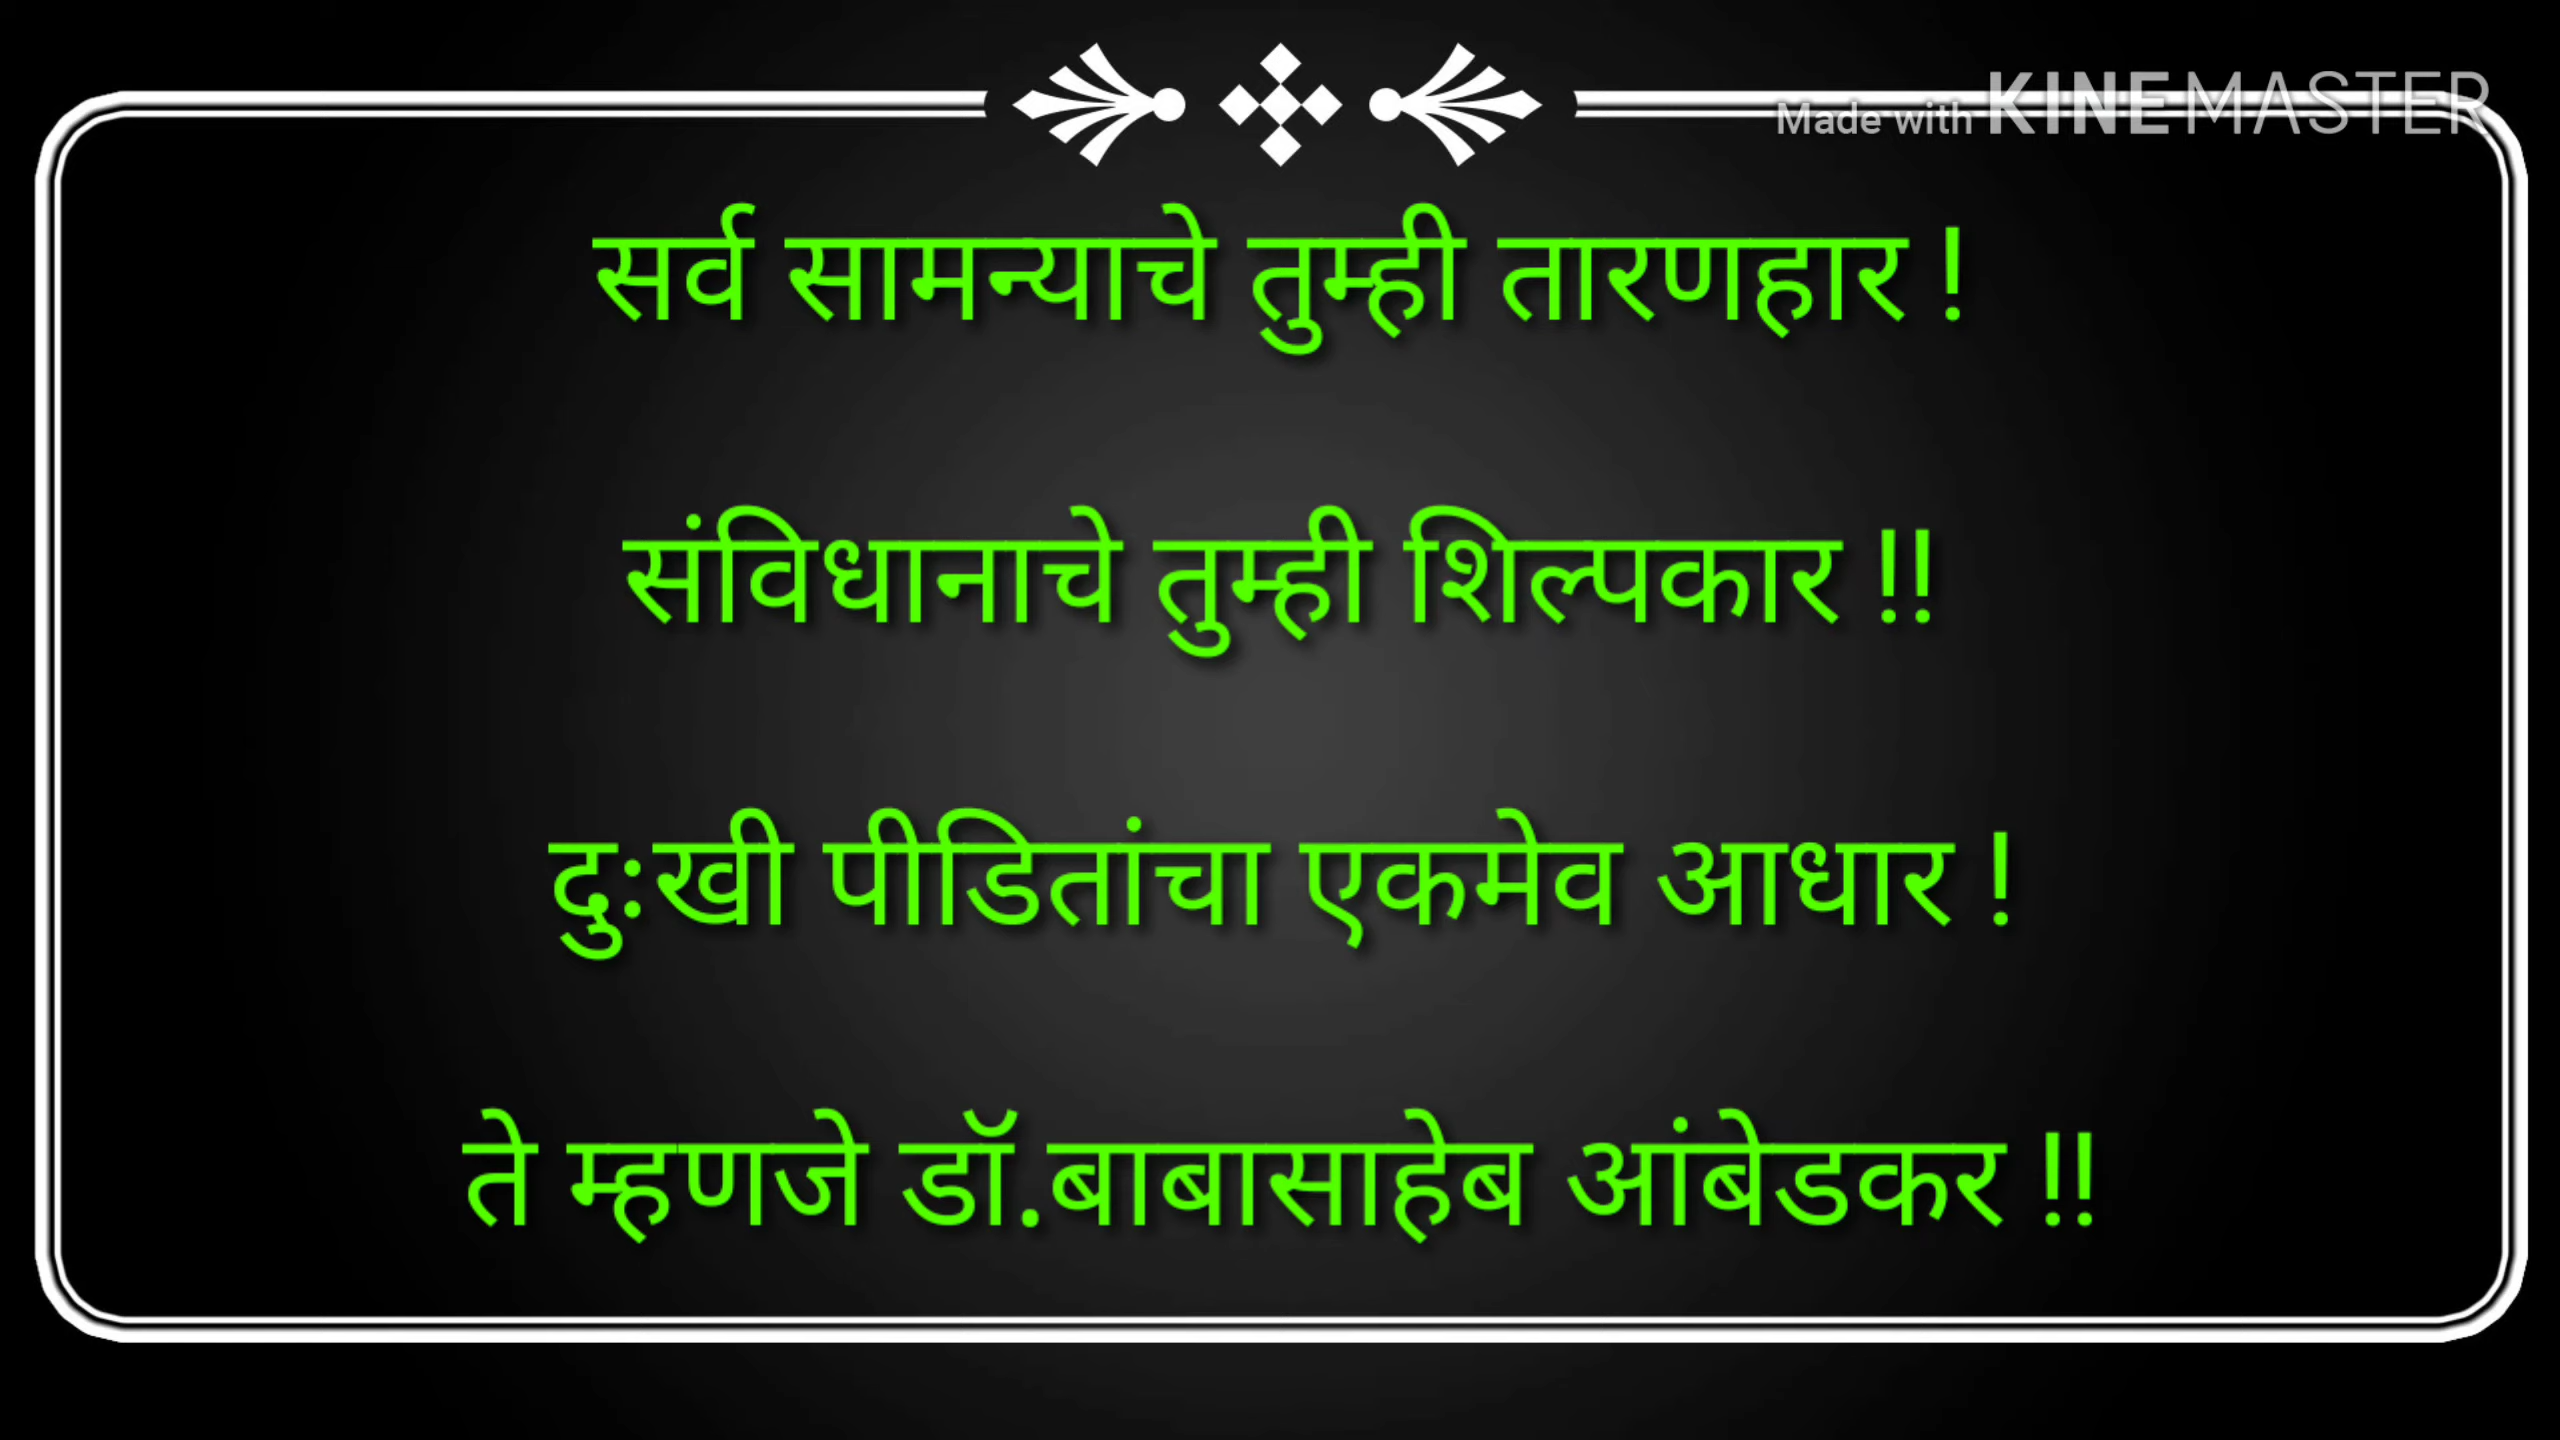 Made with KINEMASTER
सर्व सामन्याचे तुम्ही तारणहार !
संविधानाचे तुम्ही शिल्पकार !!
दुःखी पीडितांचा एकमेव आधार !
ते म्हणजे डॉ.बाबासाहेब आंबेडकर !!